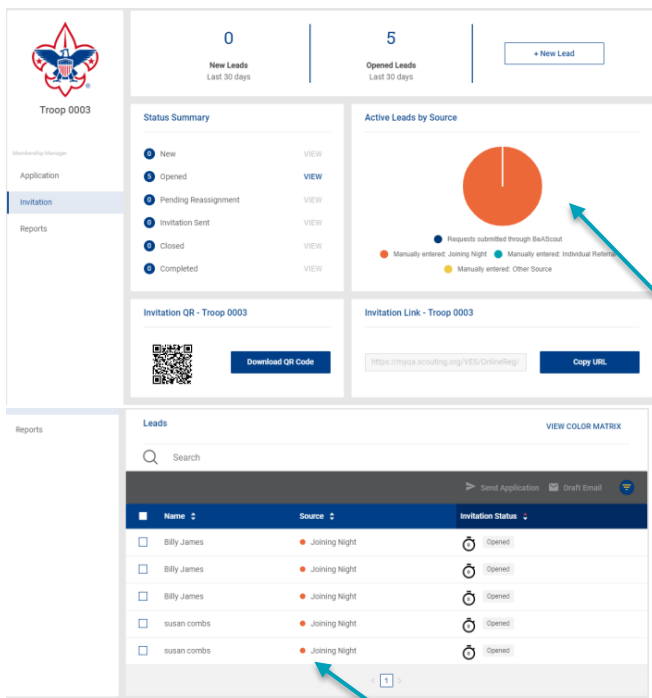 0
New Leads
Last 30 days
5
Opened Leads
Last 30 days
+ New Lead
Troop 0003
Membership Manager
Application
Invitation
Reports
Status Summary
0 New VIEW
5 Opened VIEW
0 Pending Reassignment VIEW
0 Invitation Sent VIEW
0 Closed VIEW
0 Completed VIEW
Active Leads by Source
Requests submitted through BeAScout
Manually entered: Joining Night Manually entered: Individual Referral
Manually entered: Other Source
Invitation QR - Troop 0003
Download QR Code
Invitation Link - Troop 0003
https://myqa.scouting.org/VES/OnlineReg/
Copy URL
Reports
Leads
VIEW COLOR MATRIX
Search
Send Application Draft Email
Name Source Invitation Status
Billy James Joining Night Opened
Billy James Joining Night Opened
Billy James Joining Night Opened
susan combs Joining Night Opened
susan combs Joining Night Opened
< 1 >